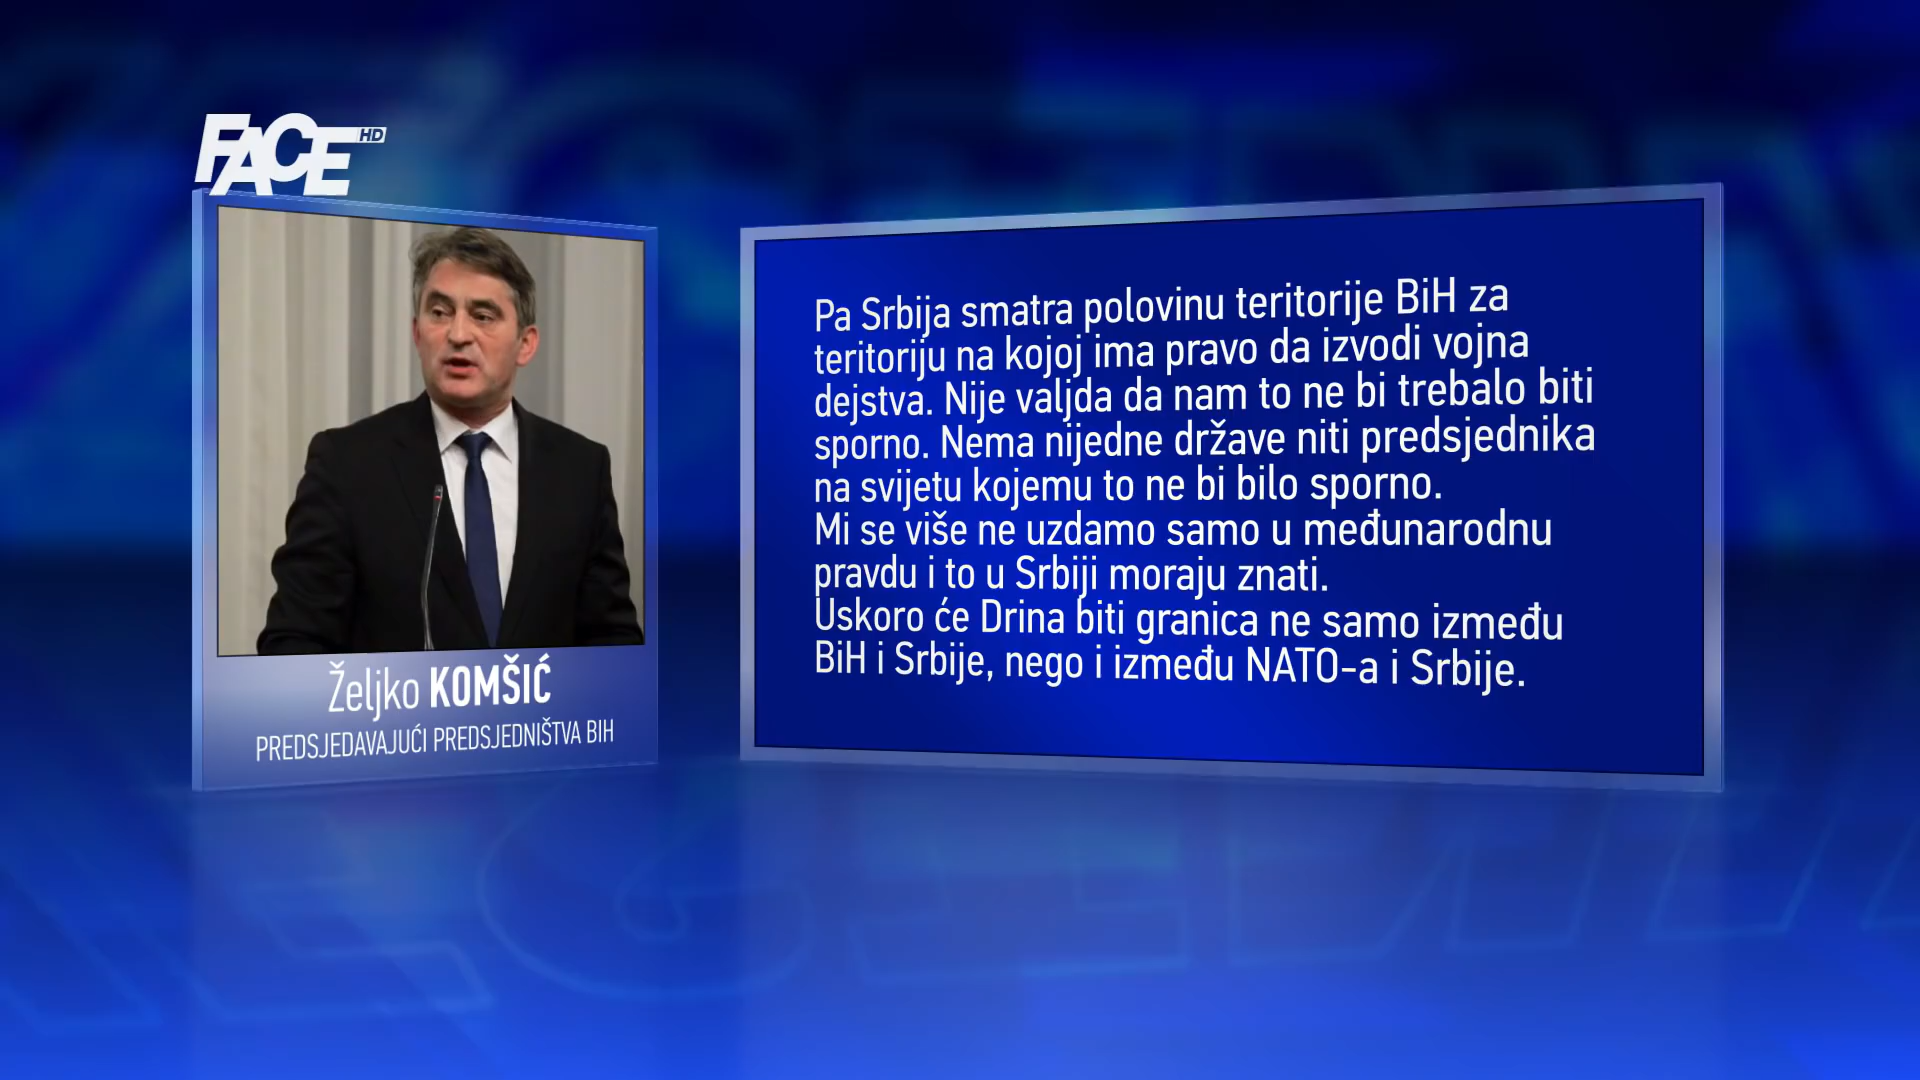 FACE HD
Željko KOMŠIĆ
PREDSJEDAVAJUĆI PREDSJEDNIŠTVA BIH
Pa Srbija smatra polovinu teritorije BiH za
teritoriju na kojoj ima pravo da izvodi vojna
dejstva. Nije valjda da nam to ne bi trebalo biti
sporno. Nema nijedne države niti predsjednika
na svijetu kojemu to ne bi bilo sporno.
Mi se više ne uzdamo samo u međunarodnu
pravdu i to u Srbiji moraju znati.
Uskoro će Drina biti granica ne samo između
BiH i Srbije, nego i između NATO-a i Srbije.